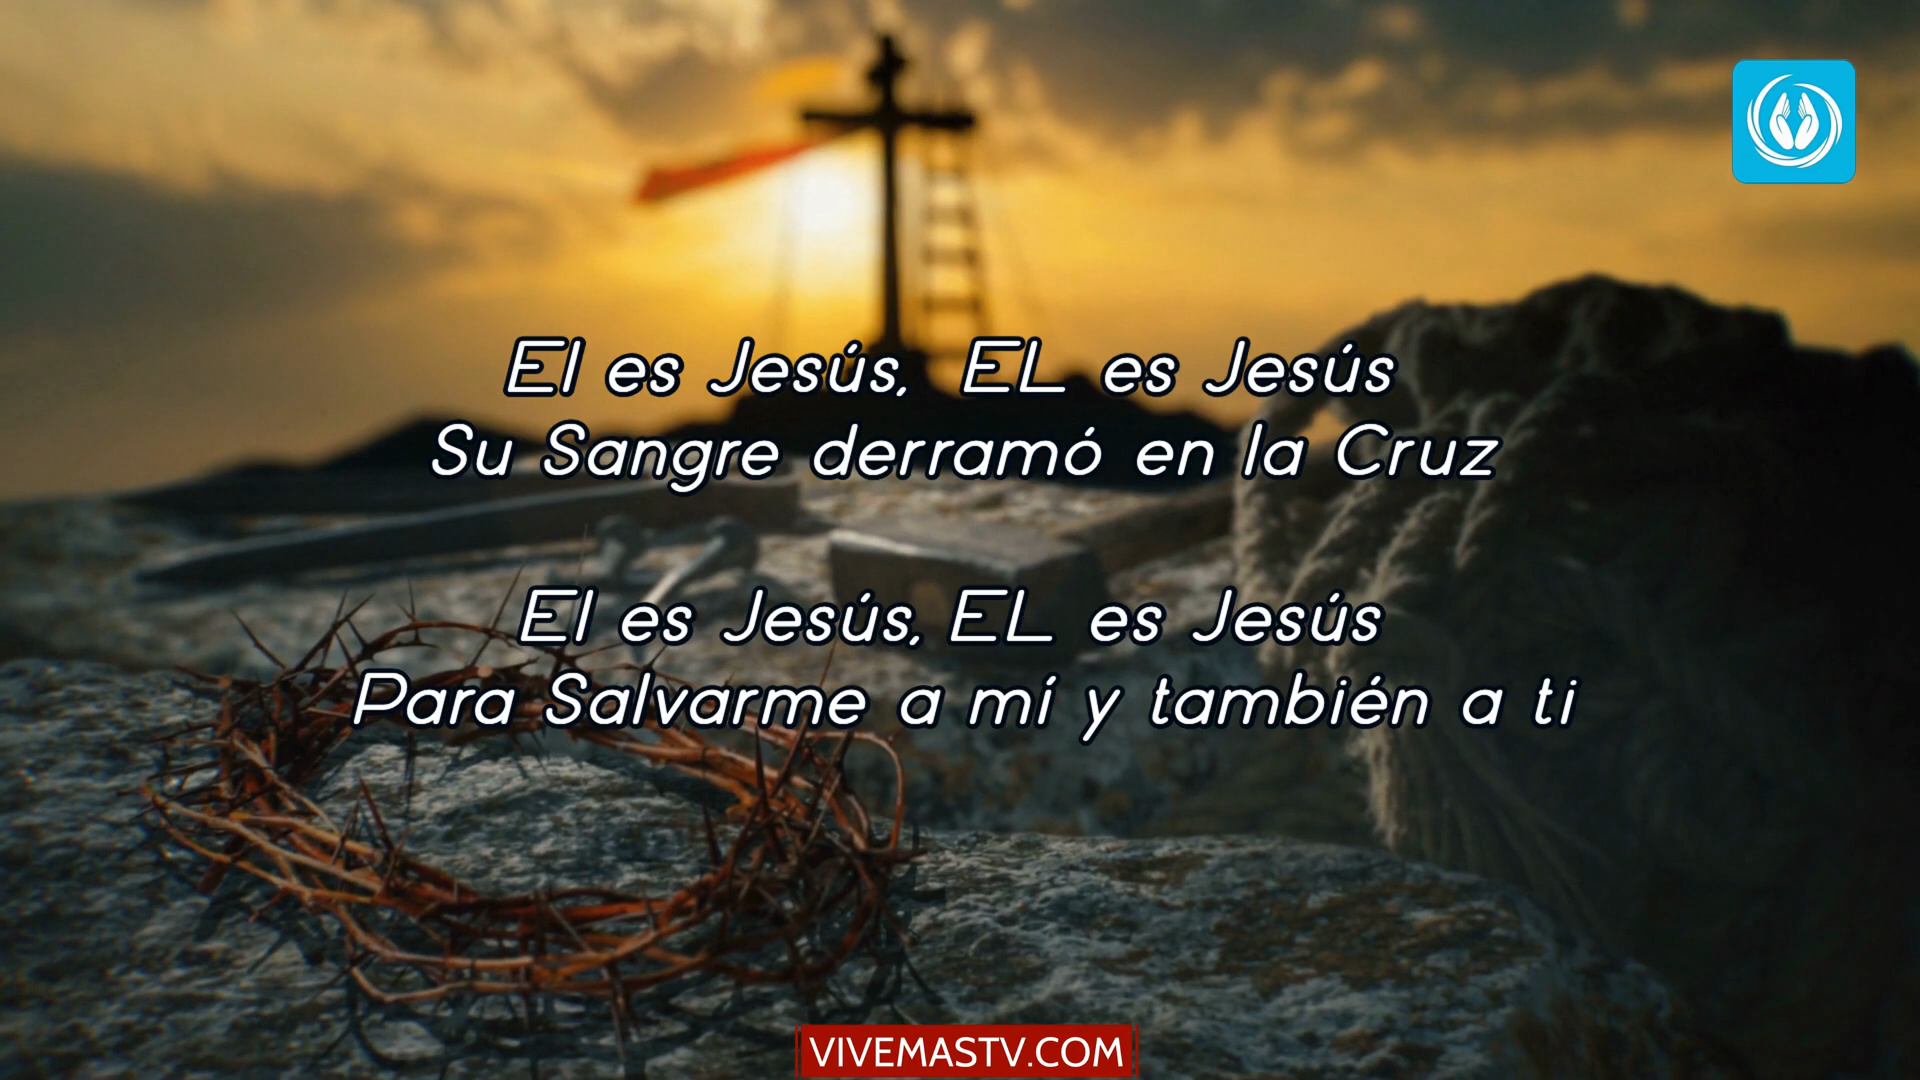 El es Jesús, EL es Jesús
Su Sangre derramó en la Cruz
El es Jesús, EL es Jesús
Para Salvarme a mí y también a ti
VIVEMASTV.COM